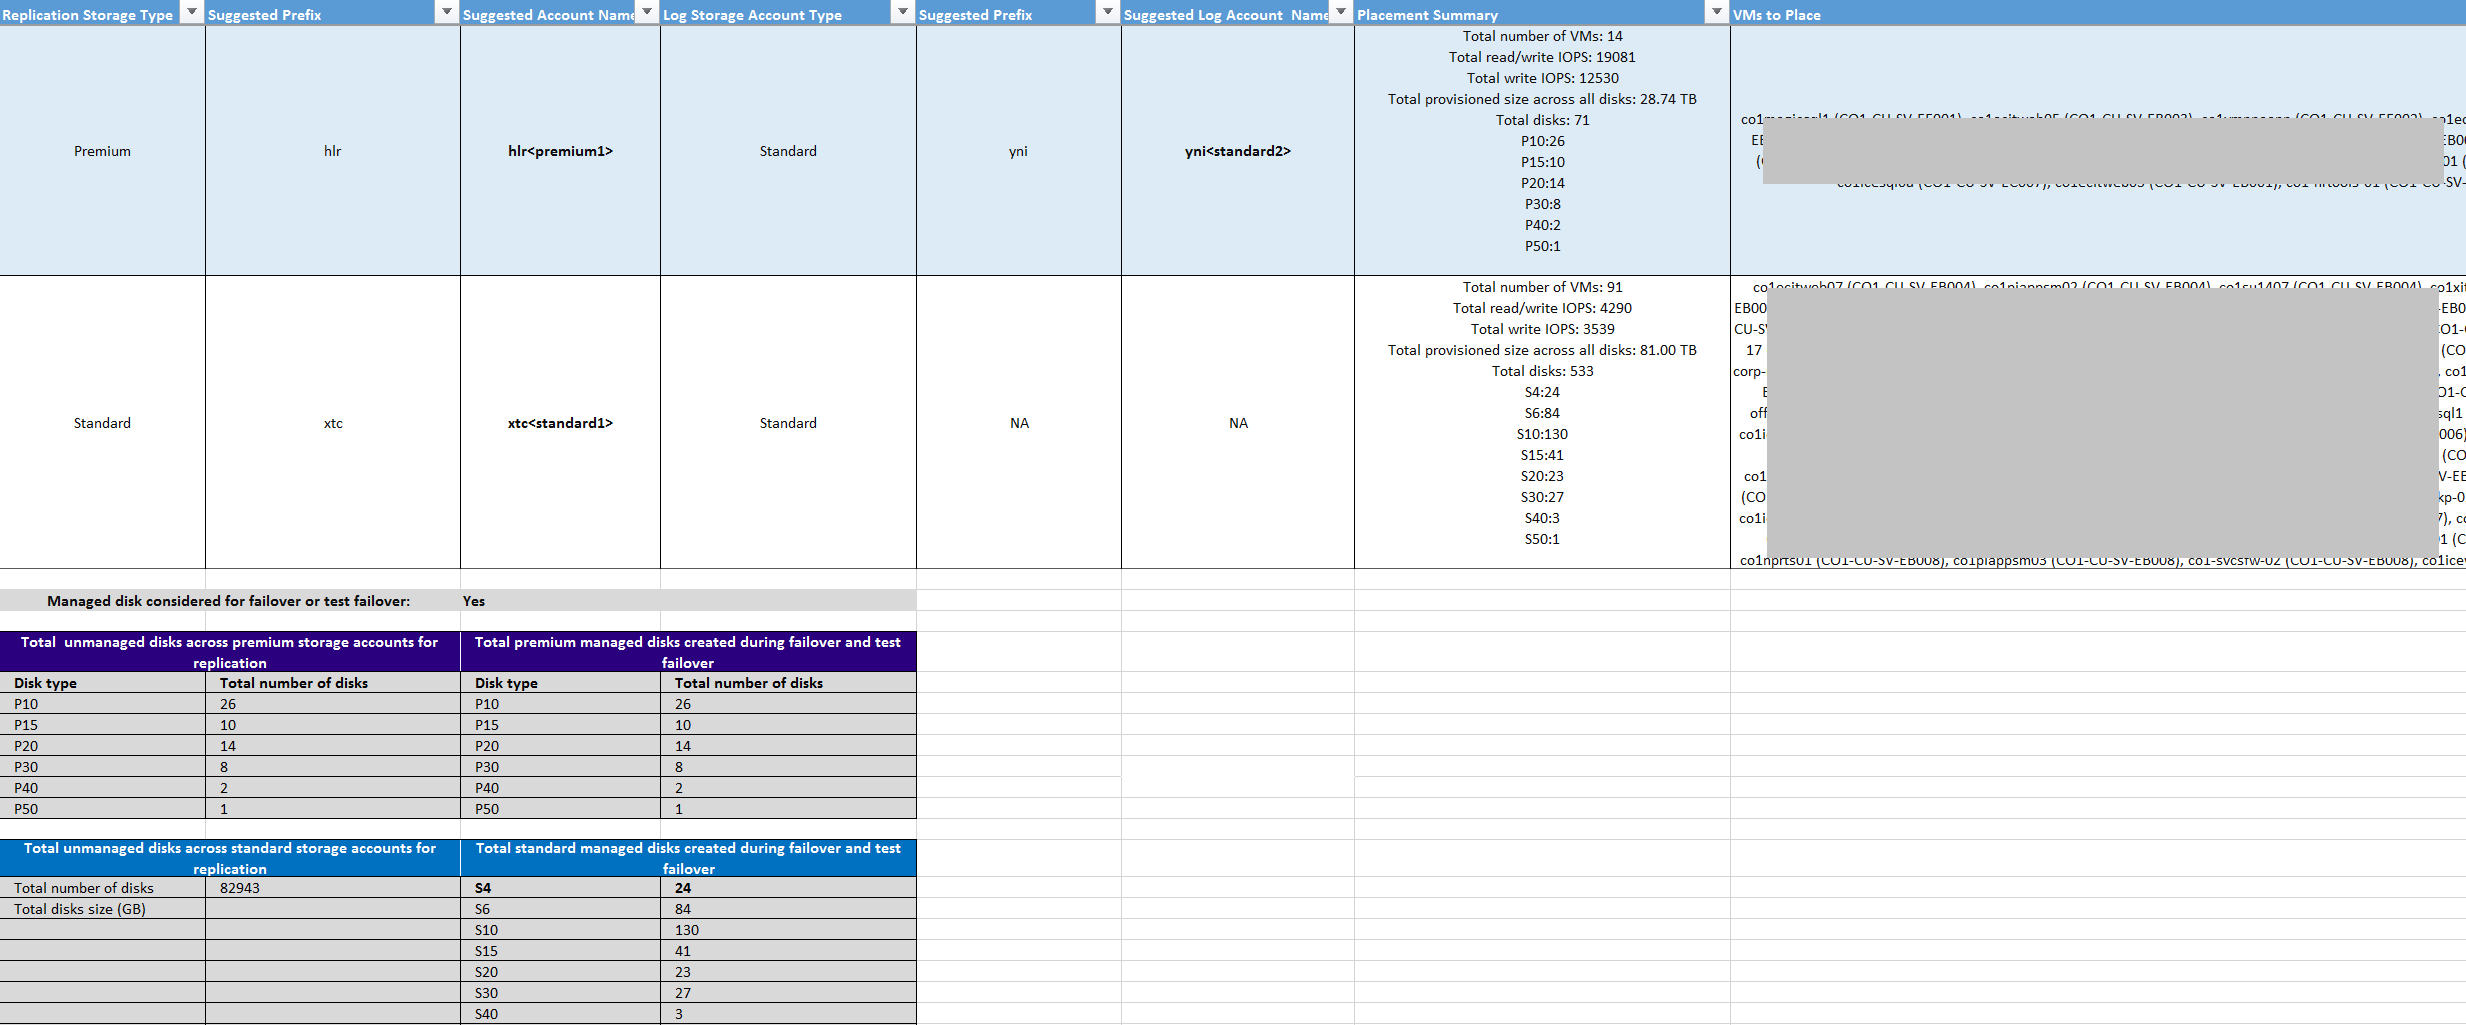 Replication Storage Type
Suggested Prefix
Suggested Account Name
Log Storage Account Type
Suggested Prefix
Suggested Log Account Name
Placement Summary
VMs to Place
Premium
hlr
hlr<premium1>
Standard
yni
yni<standard2>
Total number of VMs: 14
Total read/write IOPS: 19081
Total write IOPS: 12530
Total provisioned size across all disks: 28.74 TB
Total disks: 71
P10:26
P15:10
P20:14
P30:8
P40:2
P50:1
Standard
xtc
xtc<standard1>
Standard
NA
NA
Total number of VMs: 91
Total read/write IOPS: 4290
Total write IOPS: 3539
Total provisioned size across all disks: 81.00 TB
Total disks: 533
S4:24
S6:84
S10:130
S15:41
S20:23
S30:27
S40:3
S50:1
co1nprts01 (CO1-CU-SV-EB008), co1piappsm03 (CO1-CU-SV-EB008), co1-svcsfw-02 (CO1-CU-SV-EB008),
Managed disk considered for failover or test failover: Yes
Total unmanaged disks across premium storage accounts for
replication
Total premium managed disks created during failover and test
failover
Disk type Total number of disks Disk type Total number of disks
P10 26 P10 26
P15 10 P15 10
P20 14 P20 14
P30 8 P30 8
P40 2 P40 2
P50 1 P50 1
Total unmanaged disks across standard storage accounts for
replication
Total standard managed disks created during failover and test
failover
Total number of disks 82943 S4 24
Total disks size (GB) S6 84
S10 130
S15 41
S20 23
S30 27
S40 3